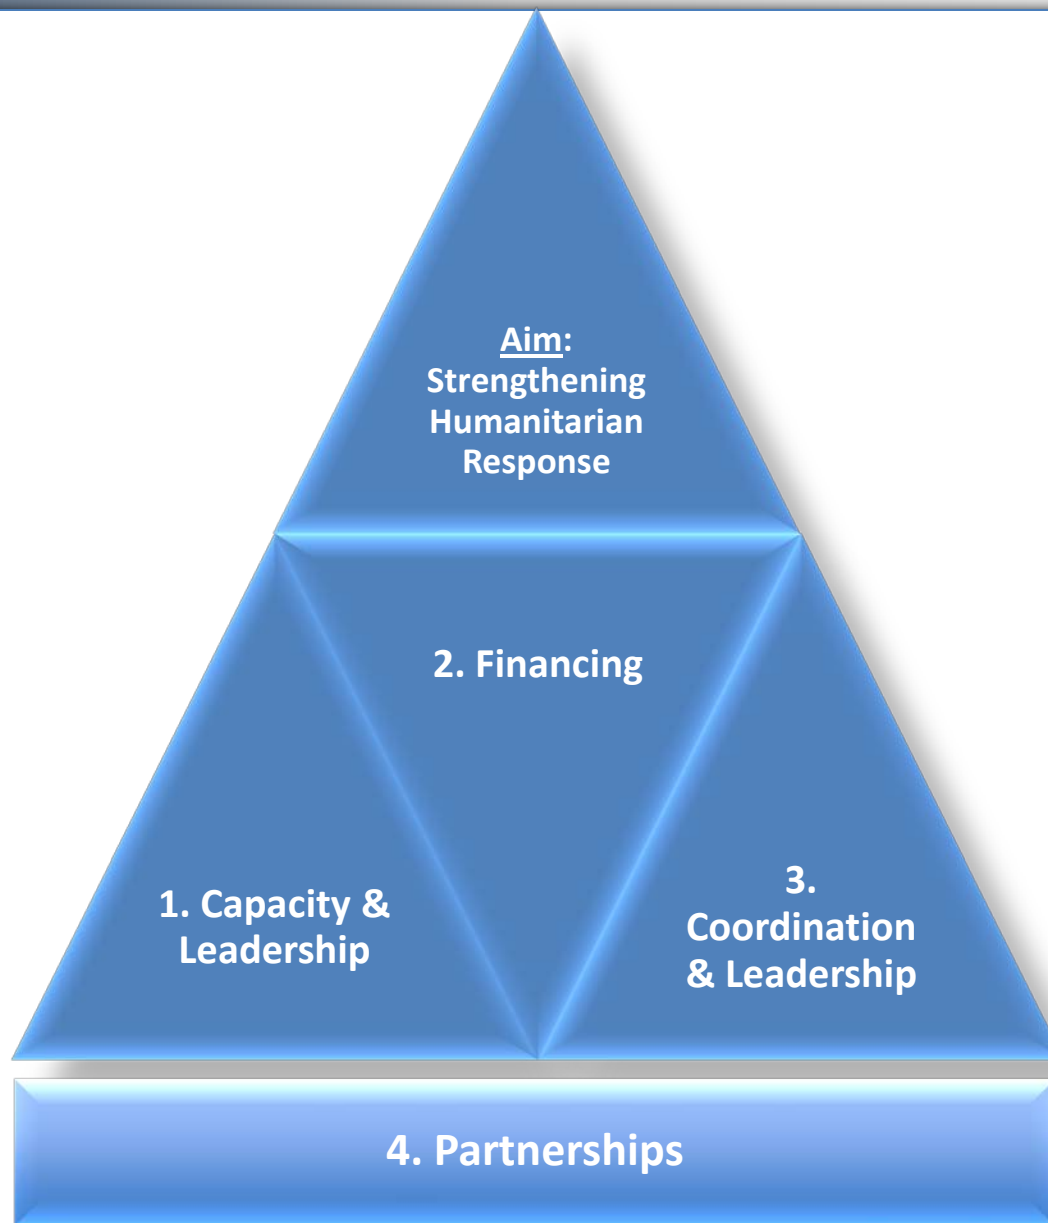 Aim:
Strengthening
Humanitarian
Response
2. Financing
1. Capacity &
Leadership
3.
Coordination
& Leadership
4. Partnerships